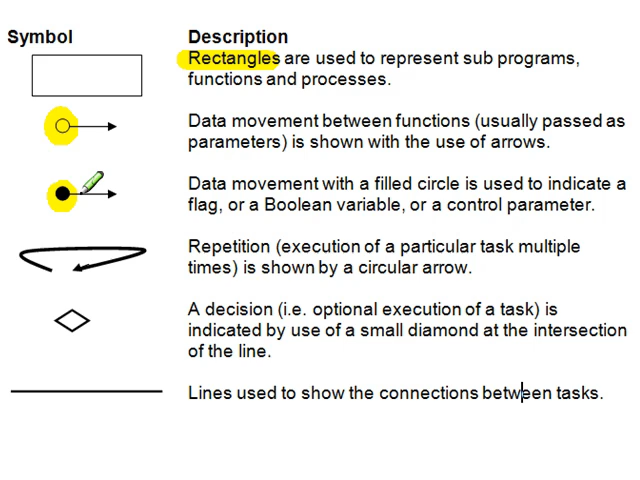 Symbol Description
Rectangles are used to represent sub programs,
functions and processes.
Data movement between functions (usually passed as
parameters) is shown with the use of arrows.
Data movement with a filled circle is used to indicate a
flag, or a Boolean variable, or a control parameter.
Repetition (execution of a particular task multiple
times) is shown by a circular arrow.
A decision (i.e. optional execution of a task) is
indicated by use of a small diamond at the intersection
of the line.
Lines used to show the connections between tasks.